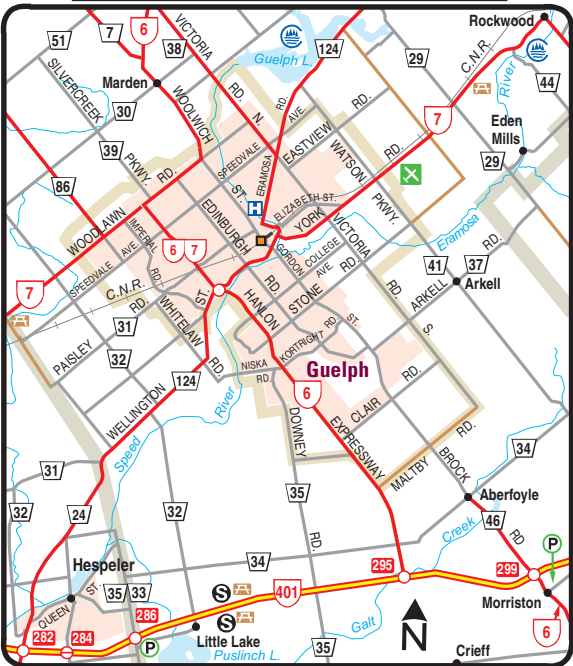 Rockwood
51
7
6
38
VICTORIA
RD. N.
Guelph L.
124
29
C.N.R.
River
44
Marden
SILVERCREEK
PKWY.
30
WOOLWICH
39
RD.
AVE.
EASTVIEW
RD.
7
Eden
Mills
SPEEDVALE
ERAMOSA
RD.
WATSON
PKWY.
RD.
29
86
ST.
H
ELIZABETH ST.
YORK
Eramosa
WOODLAWN
EDINBURGH
IMPERIAL
RD.
6
7
SPEEDVALE
AVE.
GORDON
COLLEGE
AVE
VICTORIA
RD.
S.
RD.
41
37
Arkell
ARKELL
RD.
7
C.N.R.
RD.
31
ST.
HANLON
RD.
STONE
RD
WHITELAW
RD.
PAISLEY
32
KORTRIGHT RD.
ST.
NISKA
RD.
Guelph
124
6
WELLINGTON
River
Speed
CLAIR
RD.
DOWNEY
RD.
EXPRESSWAY
MALTBY
RD.
BROCK
RD
34
31
32
24
32
35
Aberfoyle
46
Creek
34
P
Hespeler
QUEEN
ST.
35
33
295
299
401
S
S
286
Morriston
282
284
P
Little Lake
Puslinch L.
Galt
N
6
35
Crieff